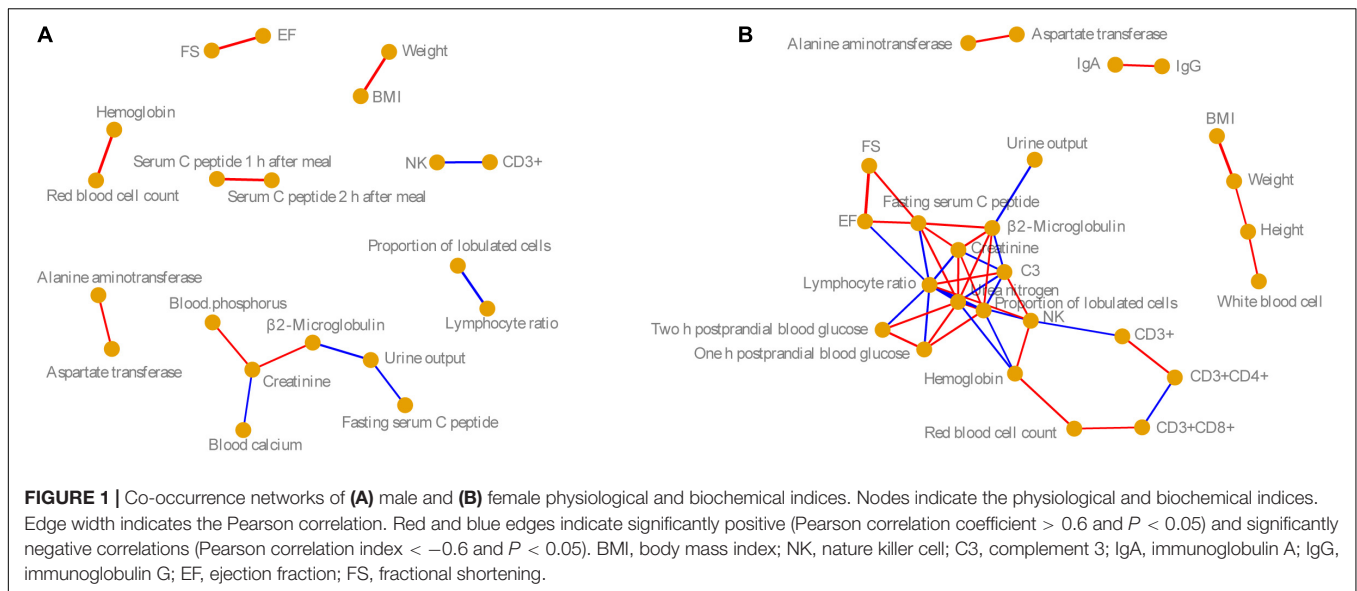 A
FS
EF
Weight
BMI
Hemoglobin
Red blood cell count
Serum C peptide 1 h after meal
Serum C peptide 2 h after meal
NK
CD3+
Proportion of lobulated cells
Lymphocyte ratio
Alanine aminotransferase
Aspartate transferase
Blood.phosphorus
β2-Microglobulin
Urine output
Creatinine
Fasting serum C peptide
Blood calcium
B
Alanine aminotransferase
Aspartate transferase
IgA
IgG
BMI
Weight
Height
White blood cell
FS
Urine output
Fasting serum C peptide
EF
β2-Microglobulin
Creatinine
C3
Lymphocyte ratio
Urea nitrogen
Proportion of lobulated cells
NK
Two h postprandial blood glucose
One h postprandial blood glucose
CD3+
Hemoglobin
CD3+CD4+
Red blood cell count
CD3+CD8+
FIGURE 1 | Co-occurrence networks of (A) male and (B) female physiological and biochemical indices. Nodes indicate the physiological and biochemical indices.
Edge width indicates the Pearson correlation. Red and blue edges indicate significantly positive (Pearson correlation coefficient > 0.6 and P < 0.05) and significantly
negative correlations (Pearson correlation index < −0.6 and P < 0.05). BMI, body mass index; NK, nature killer cell; C3, complement 3; IgA, immunoglobulin A; IgG,
immunoglobulin G; EF, ejection fraction; FS, fractional shortening.